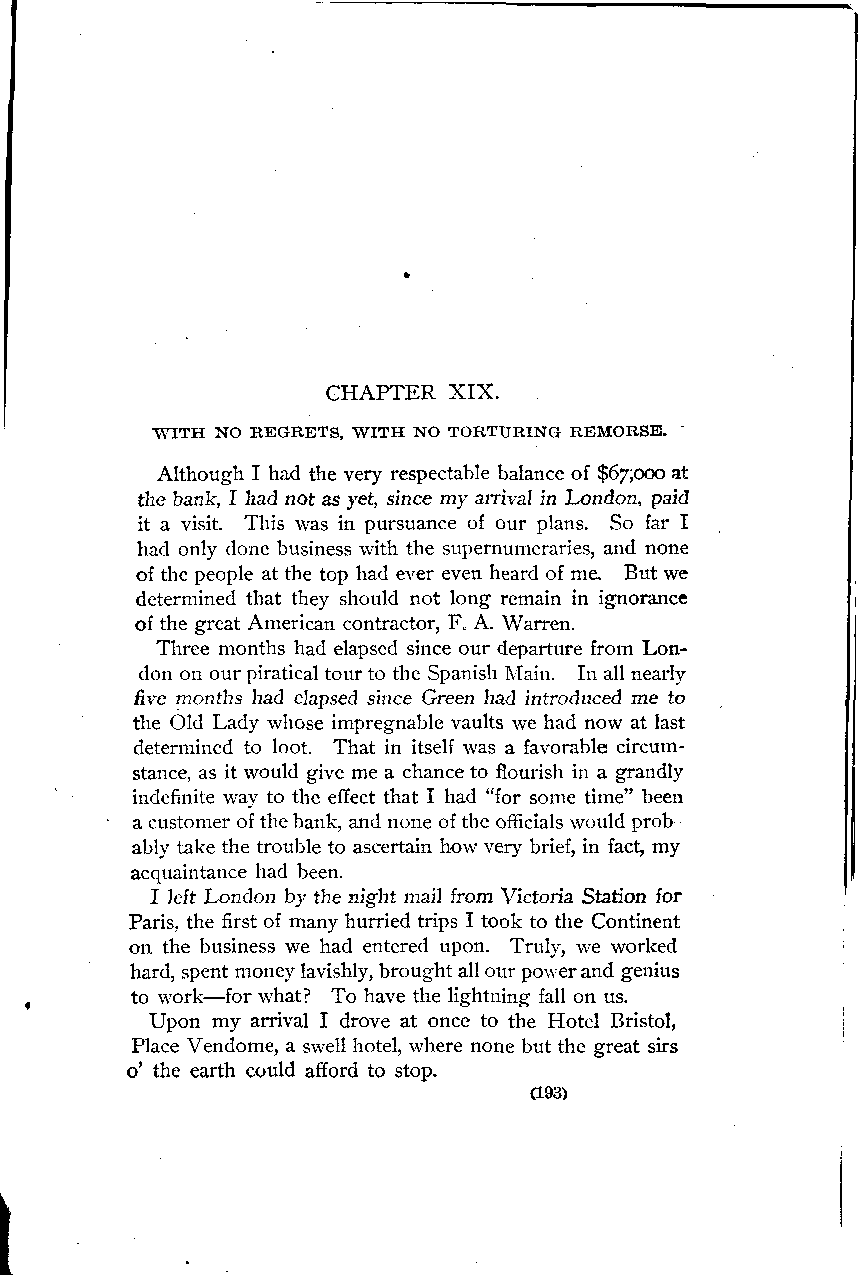 CHAPTER XIX.
WITH NO REGRETS, WITH NO TORTURING REMORSE.
Although I had the very respectable balance of $67,000 at
the bank, I had not as yet, since my arrival in London, paid
it a visit. This was in pursuance of our plans. So far I
had only done business with the supernumeraries, and none
of the people at the top had ever even heard of me. But we
determined that they should not long remain in ignorance
of the great American contractor, F. A. Warren.
Three months had elapsed since our departure from Lon-
don on our piratical tour to the Spanish Main. In all nearly
five months had elapsed since Green had introduced me to
the Old Lady whose impregnable vaults we had now at last
determined to loot. That in itself was a favorable circum-
stance, as it would give me a chance to flourish in a grandly
indefinite way to the effect that I had "for some time" been
a customer of the bank, and none of the officials would prob-
ably take the trouble to ascertain how very brief, in fact, my
acquaintance had been.
I left London by the night mail from Victoria Station for
Paris, the first of many hurried trips I took to the Continent
on the business we had entered upon. Truly, we worked
hard, spent money lavishly, brought all our power and genius
to work—for what? To have the lightning fall on us.
Upon my arrival I drove at once to the Hotel Bristol,
Place Vendome, a swell hotel, where none but the great sirs
o' the earth could afford to stop.
(193)